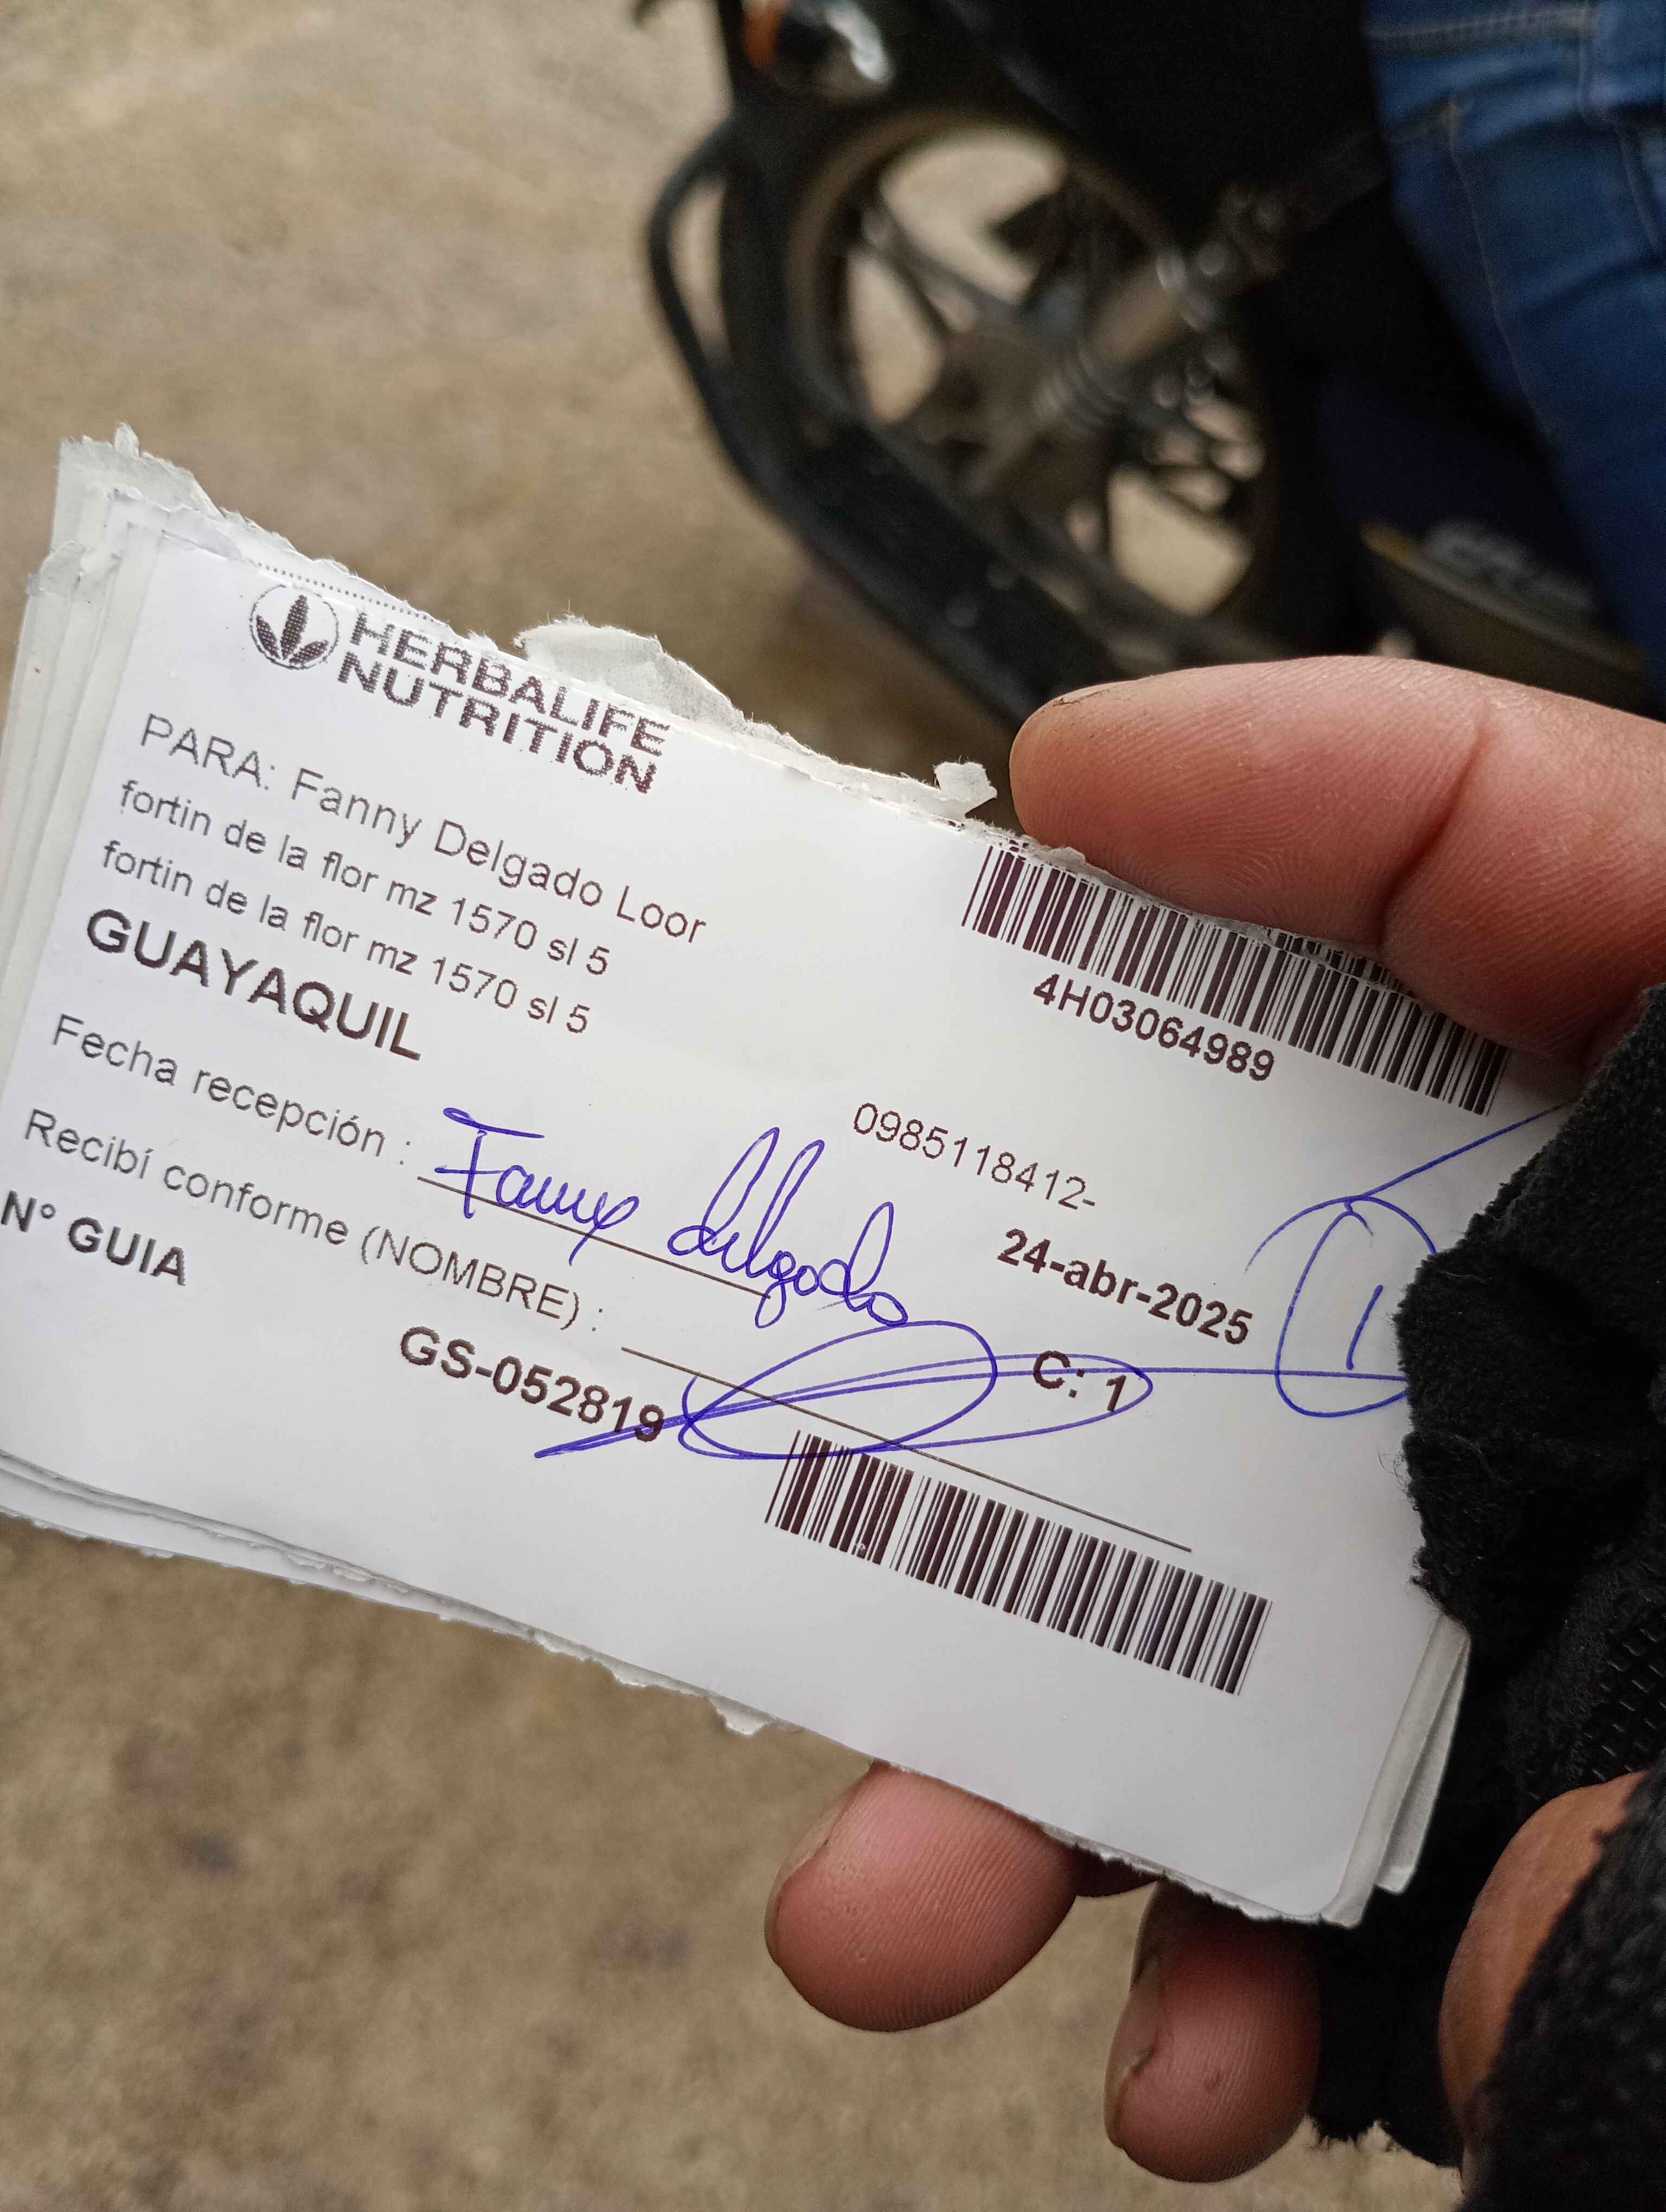 HERBALIFE
NUTRITION
PARA: Fanny Delgado Loor
fortin de la flor mz 1570 sl 5
fortin de la flor mz 1570 sl 5
GUAYAQUIL
4H03064989
0985118412-
Fecha recepción : Fanny delgado
24-abr-2025
Recibí conforme (NOMBRE) :
C: 1
N° GUIA
GS-052819
1